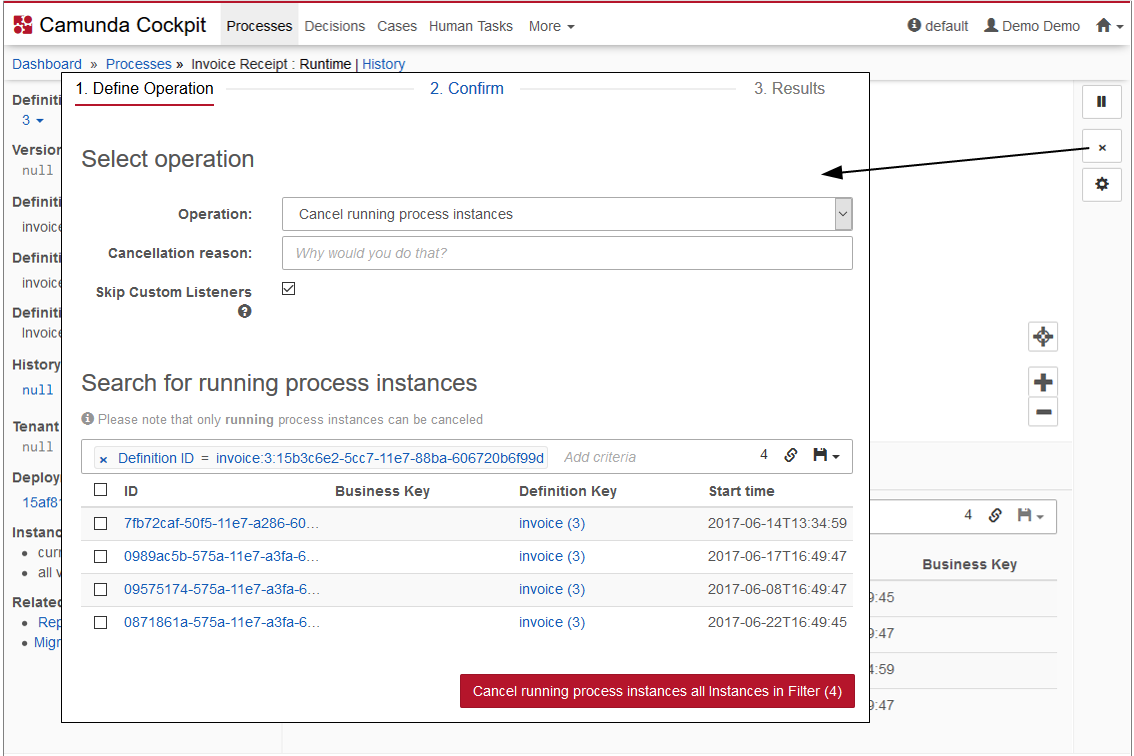 Camunda Cockpit Processes Decisions Cases Human Tasks More default Demo Demo
Dashboard » Processes » Invoice Receipt : Runtime | History
1. Define Operation 2. Confirm 3. Results
Select operation
Operation: Cancel running process instances
Cancellation reason: Why would you do that?
Skip Custom Listeners
Search for running process instances
Please note that only running process instances can be canceled
× Definition ID = invoice:3:15b3c6e2-5cc7-11e7-88ba-606720b6f99d Add criteria 4
ID Business Key Definition Key Start time
7fb72caf-50f5-11e7-a286-60... invoice (3) 2017-06-14T13:34:59
0989ac5b-575a-11e7-a3fa-6... invoice (3) 2017-06-17T16:49:47
09575174-575a-11e7-a3fa-6... invoice (3) 2017-06-08T16:49:47
0871861a-575a-11e7-a3fa-6... invoice (3) 2017-06-22T16:49:45
Cancel running process instances all Instances in Filter (4)
Definiti
3
Version
null
Definiti
invoice
Definiti
invoice
Definiti
Invoice
History
null
Tenant
null
Deploy
15af81
Instanc
curr
all v
Related
Rep
Migr
4
Business Key
9:45
9:47
4:59
9:47